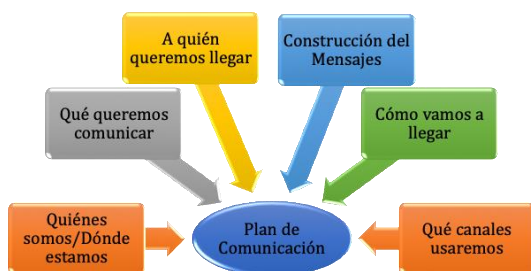 A quién
queremos llegar
Construcción del
Mensajes
Qué queremos
comunicar
Cómo vamos a
llegar
Quiénes
somos/Dónde
estamos
Plan de
Comunicación
Qué canales
usaremos